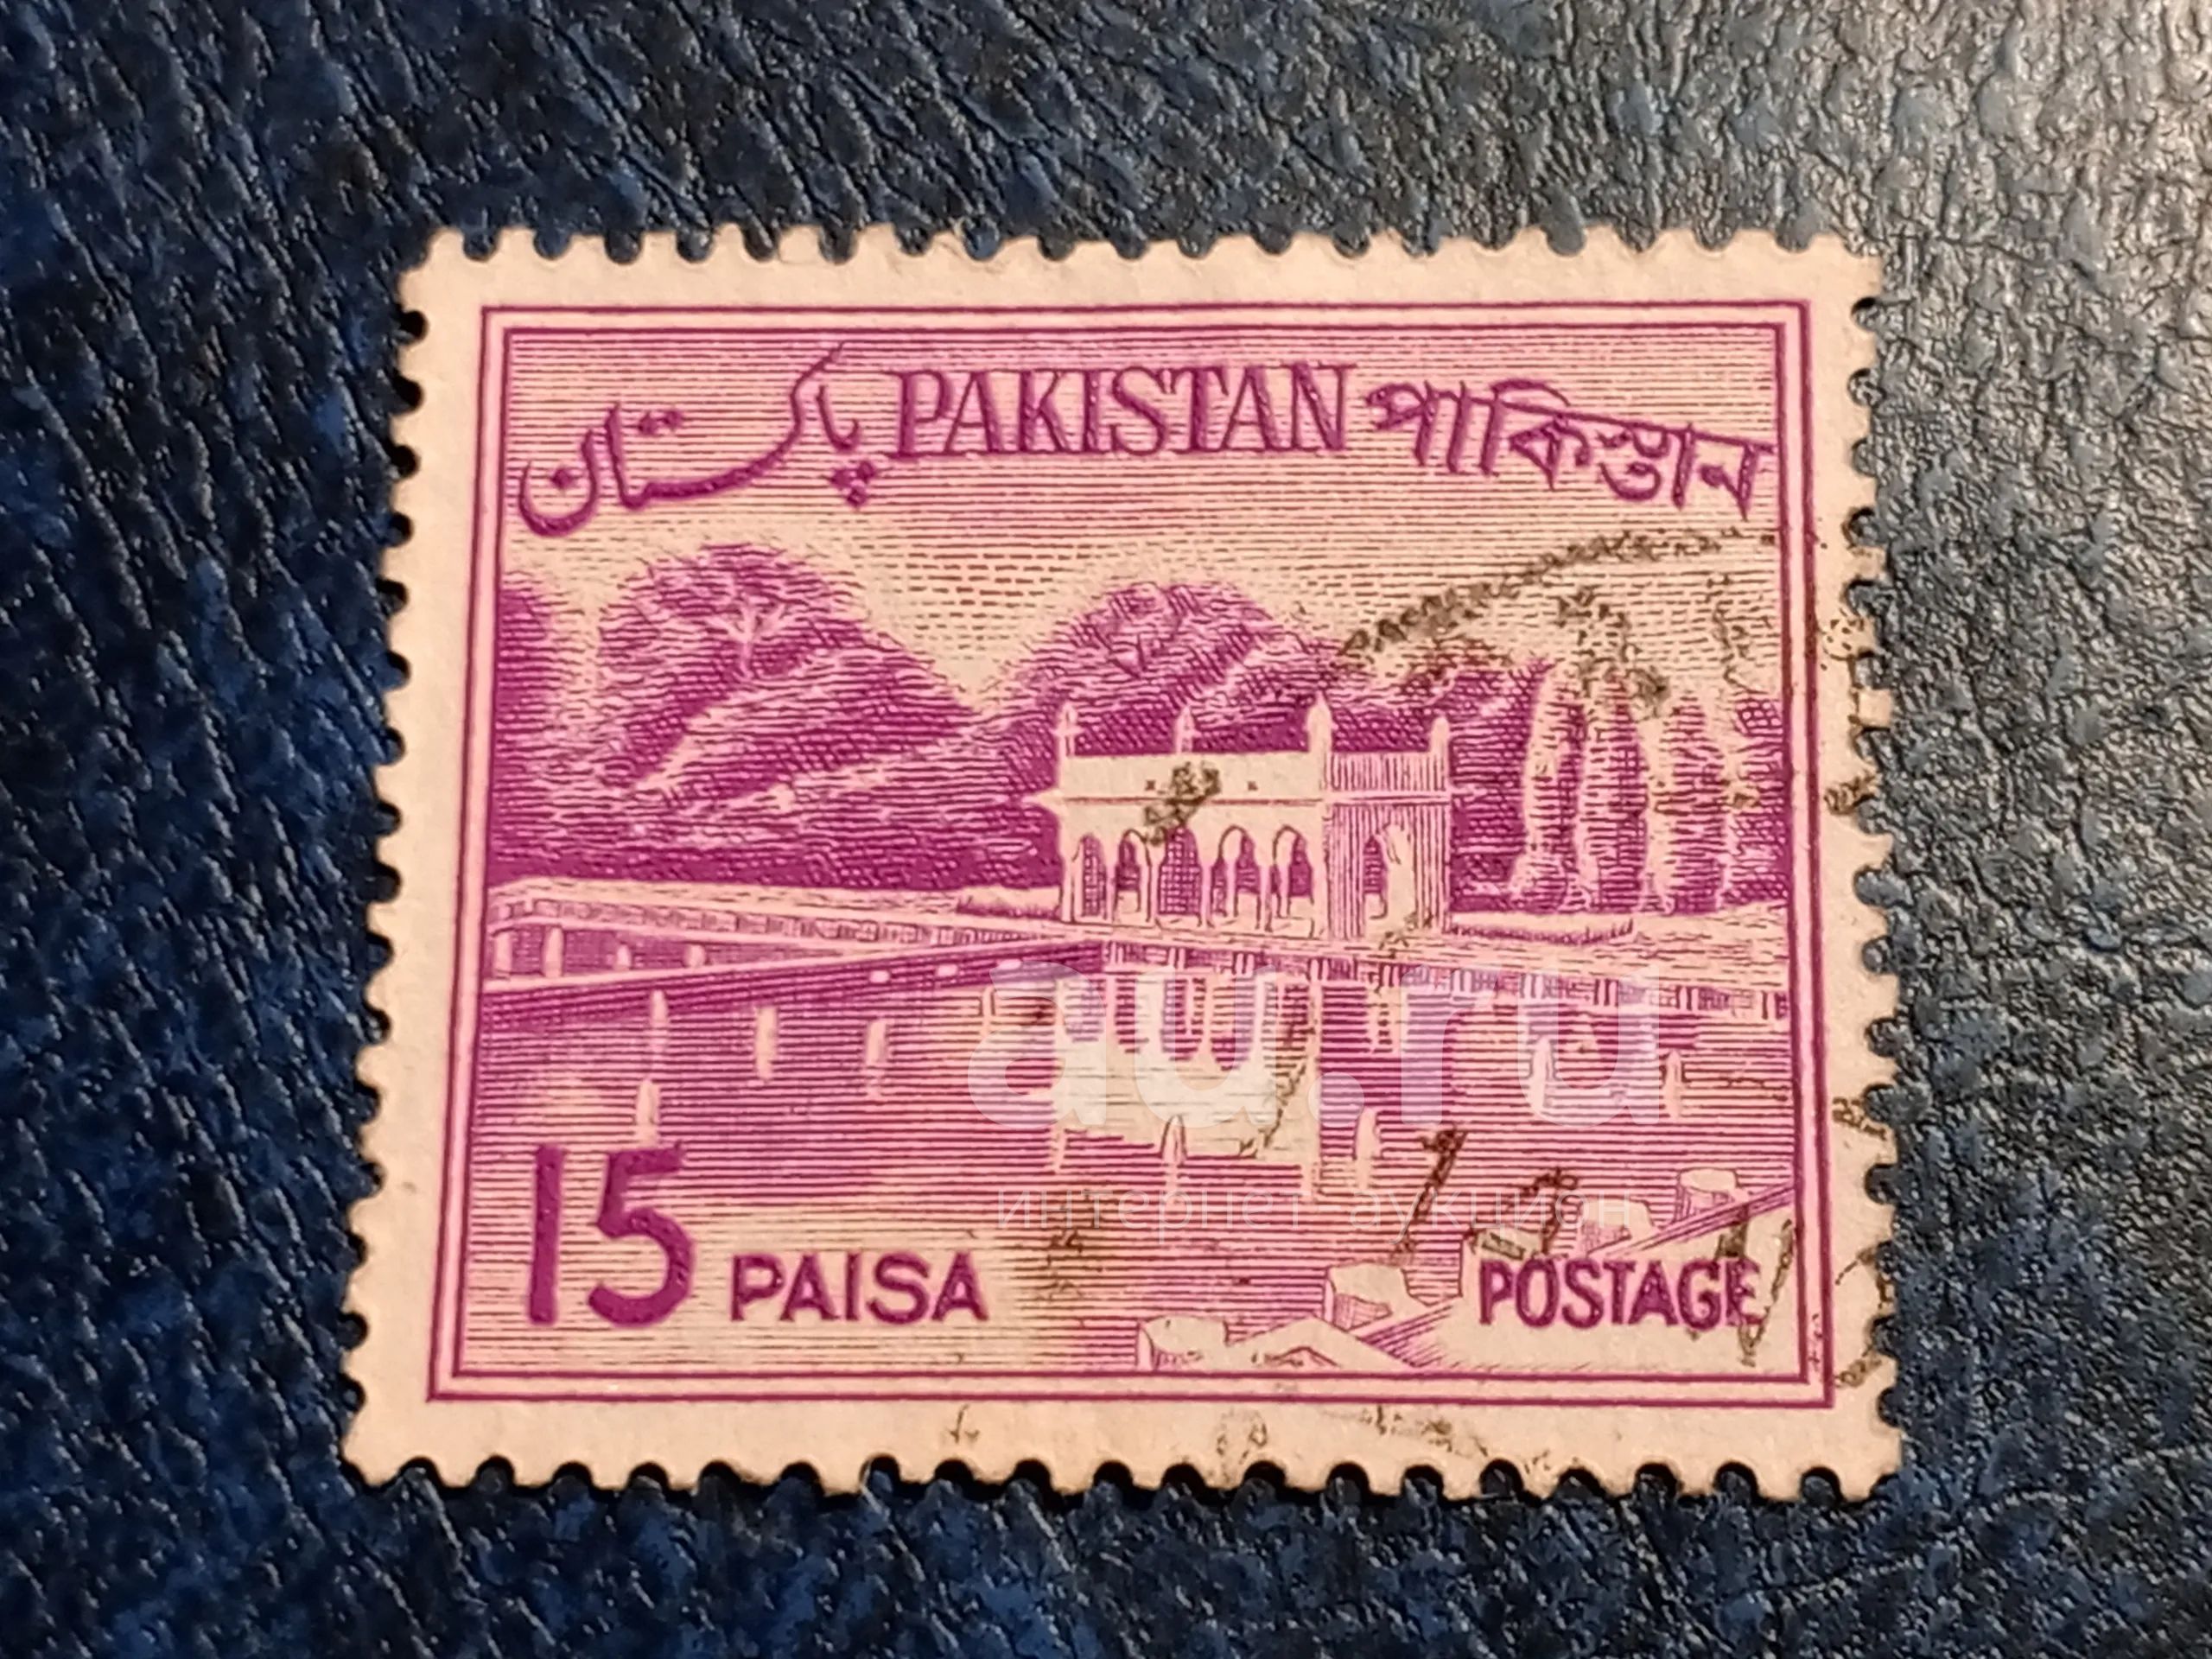 پاکستان PAKISTAN পাকিস্তান
au.ru
интернет аукцион
15 PAISA POSTAGE